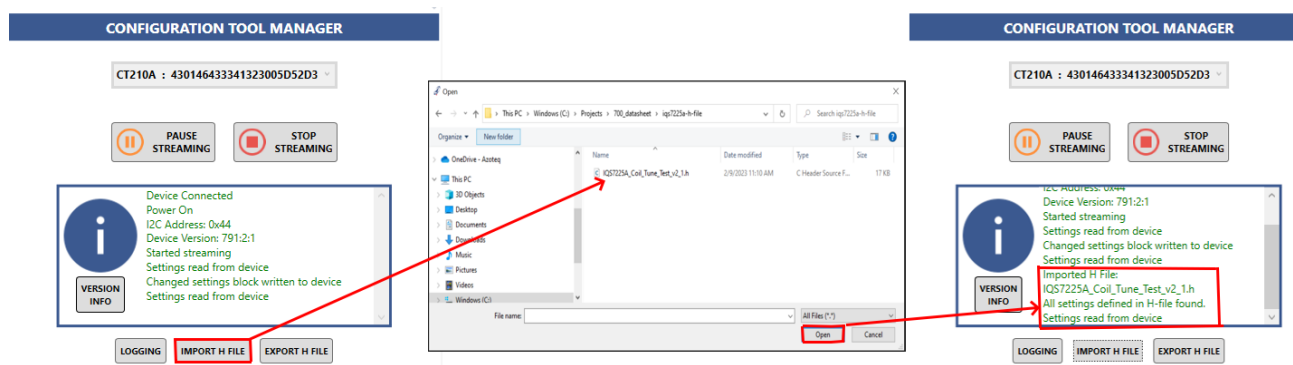 CONFIGURATION TOOL MANAGER
CT210A : 430146433341323005D52D3
PAUSE
STREAMING
STOP
STREAMING
Device Connected
Power On
I2C Address: 0x44
Device Version: 791:2:1
Started streaming
Settings read from device
Changed settings block written to device
Settings read from device
VERSION
INFO
LOGGING
IMPORT H FILE
EXPORT H FILE
Open
This PC > Windows (C:) > Projects > 700_datasheet > iqs7225a-h-file
Search iqs7225a-h-file
Organize
New folder
OneDrive - Azoteq
This PC
3D Objects
Desktop
Documents
Downloads
Music
Pictures
Videos
Windows (C:)
Name
Date modified
Type
Size
IQS7225A_Coil_Tune_Test_v2_1.h
2/9/2023 11:10 AM
C Header Source F...
17 KB
File name:
All Files (*.*)
Open
Cancel
CONFIGURATION TOOL MANAGER
CT210A : 430146433341323005D52D3
PAUSE
STREAMING
STOP
STREAMING
I2C Address: 0x44
Device Version: 791:2:1
Started streaming
Settings read from device
Changed settings block written to device
Settings read from device
Imported H File:
IQS7225A_Coil_Tune_Test_v2_1.h
All settings defined in H-file found.
Settings read from device
VERSION
INFO
LOGGING
IMPORT H FILE
EXPORT H FILE